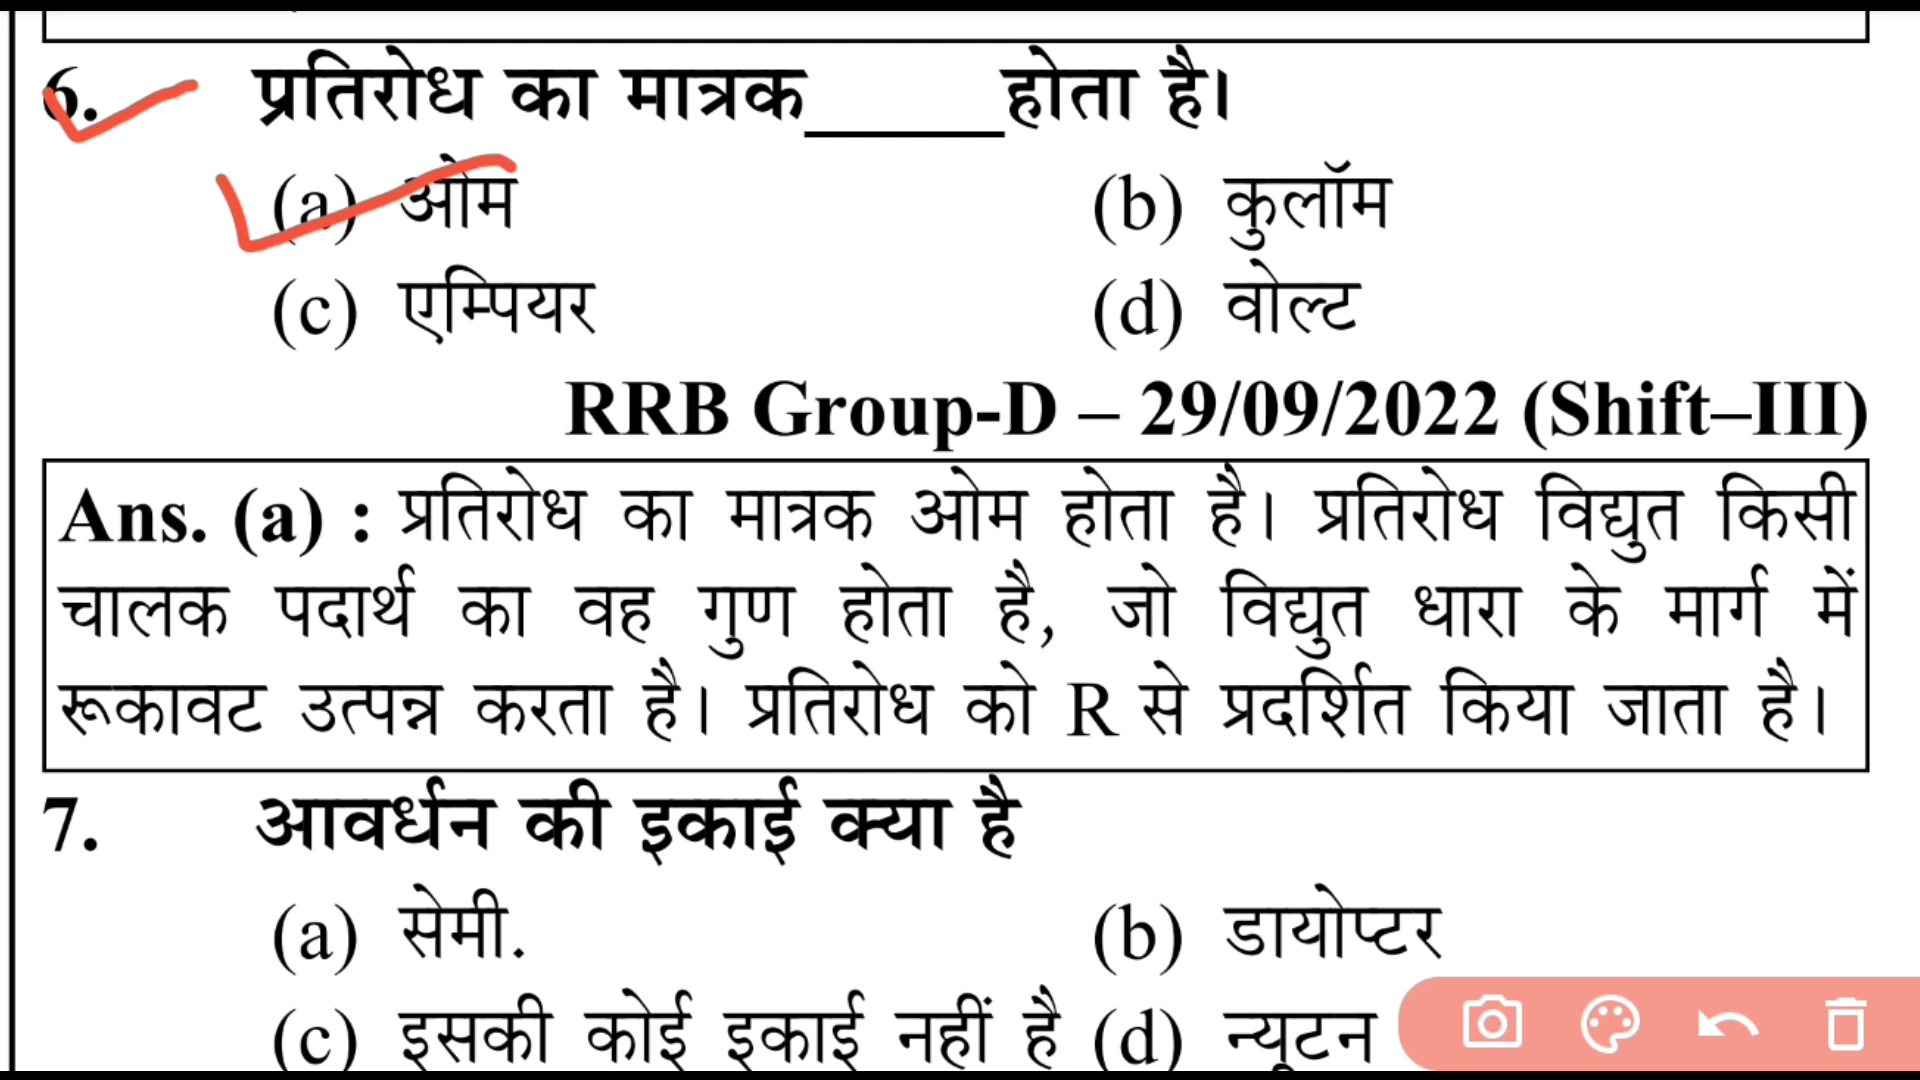 6. प्रतिरोध का मात्रक_____होता है।
(a) ओम (b) कुलॉम
(c) एम्पियर (d) वोल्ट
RRB Group-D – 29/09/2022 (Shift–III)
Ans. (a) : प्रतिरोध का मात्रक ओम होता है। प्रतिरोध विद्युत किसी
चालक पदार्थ का वह गुण होता है, जो विद्युत धारा के मार्ग में
रूकावट उत्पन्न करता है। प्रतिरोध को R से प्रदर्शित किया जाता है।
7. आवर्धन की इकाई क्या है
(a) सेमी. (b) डायोप्टर
(c) इसकी कोई इकाई नहीं है (d) न्यूटन